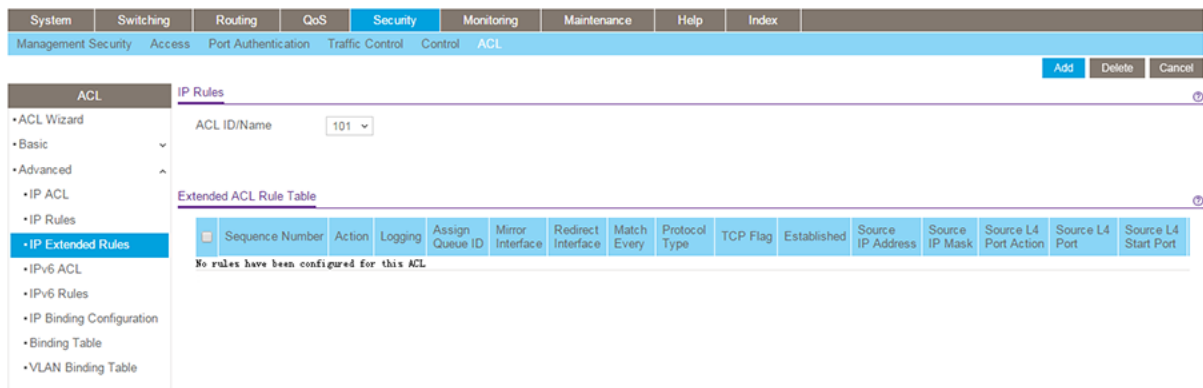 System Switching Routing QoS Security Monitoring Maintenance Help Index
Management Security Access Port Authentication Traffic Control Control ACL
Add Delete Cancel
ACL
•ACL Wizard
•Basic
•Advanced
•IP ACL
•IP Rules
•IP Extended Rules
•IPv6 ACL
•IPv6 Rules
•IP Binding Configuration
•Binding Table
•VLAN Binding Table
IP Rules
ACL ID/Name 101
Extended ACL Rule Table
Sequence Number Action Logging Assign Queue ID Mirror Interface Redirect Interface Match Every Protocol Type TCP Flag Established Source IP Address Source IP Mask Source L4 Port Action Source L4 Port Source L4 Start Port
No rules have been configured for this ACL